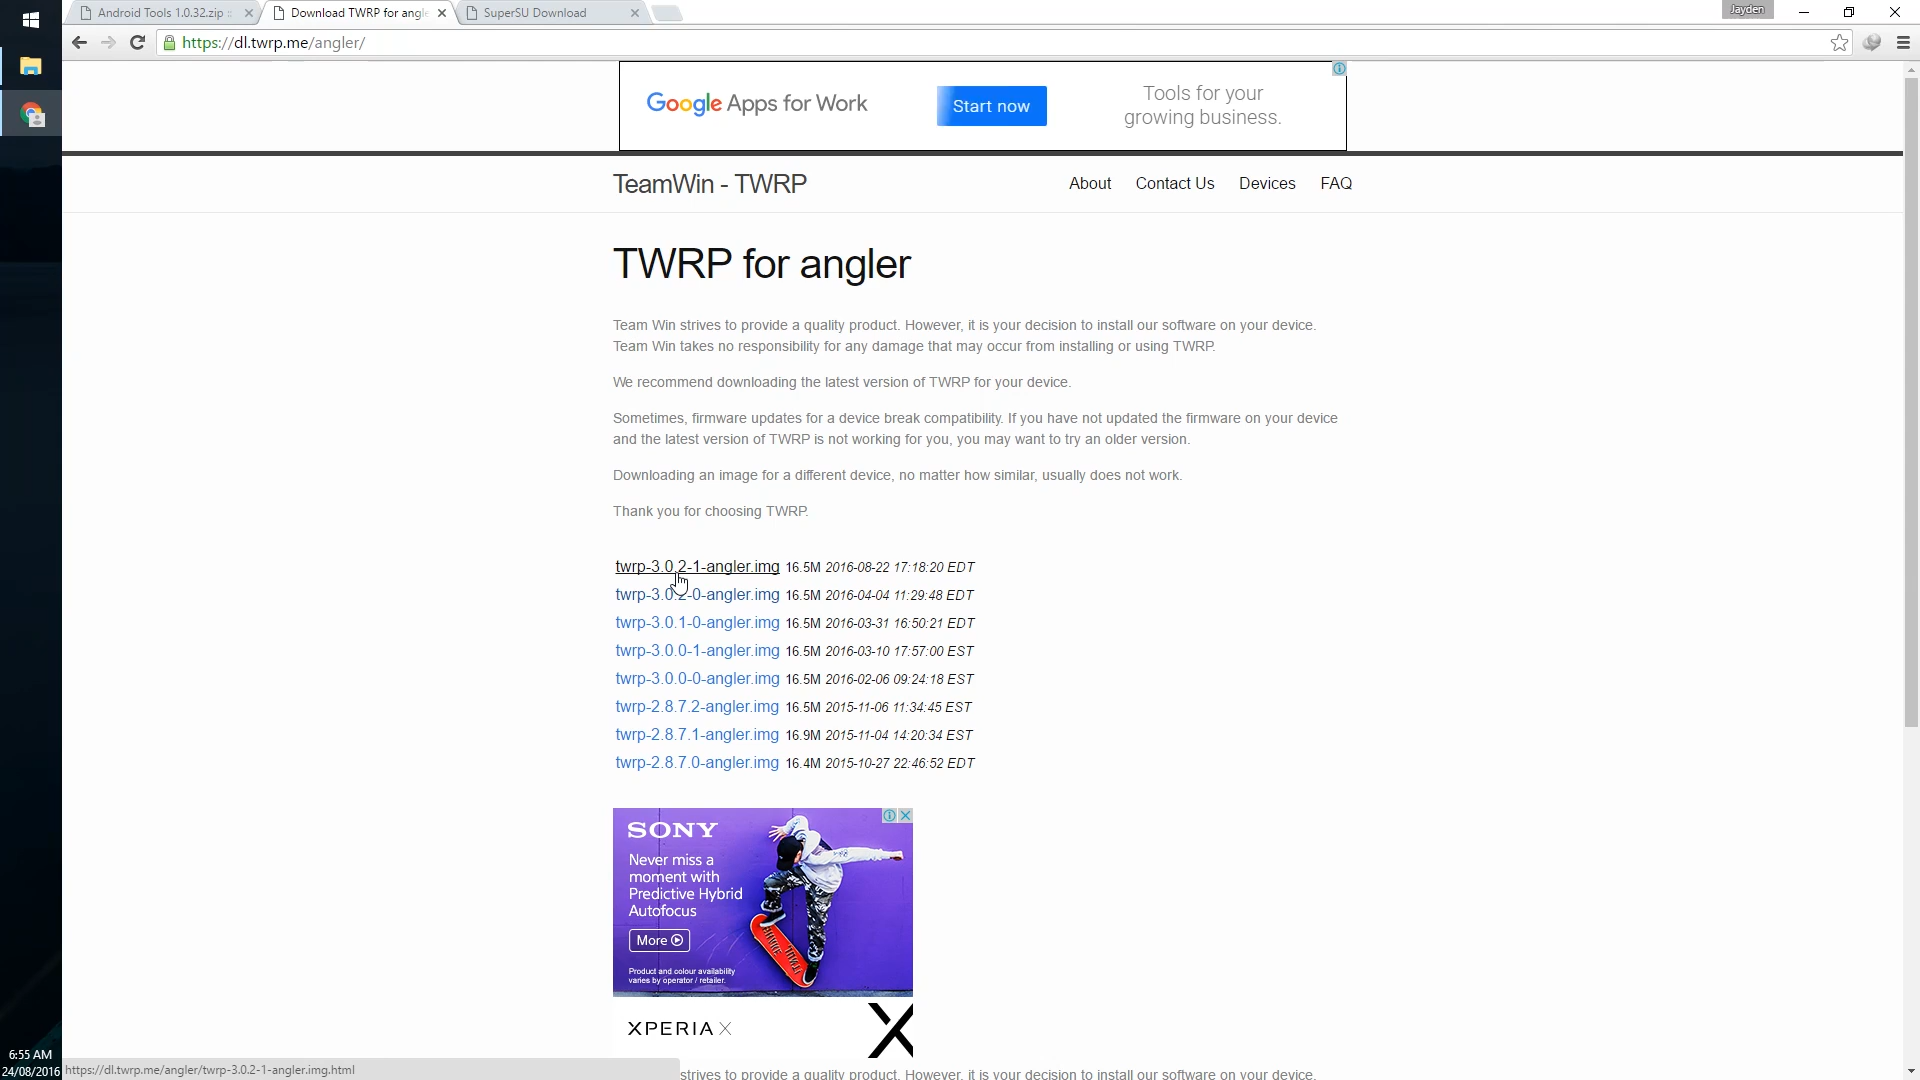 Android Tools 1.0.32.zip ::
Download TWRP for angle
SuperSU Download
Jayden
https://dl.twrp.me/angler/
Google Apps for Work
Start now
Tools for your
growing business.
TeamWin - TWRP
About
Contact Us
Devices
FAQ
TWRP for angler
Team Win strives to provide a quality product. However, it is your decision to install our software on your device.
Team Win takes no responsibility for any damage that may occur from installing or using TWRP.
We recommend downloading the latest version of TWRP for your device.
Sometimes, firmware updates for a device break compatibility. If you have not updated the firmware on your device
and the latest version of TWRP is not working for you, you may want to try an older version.
Downloading an image for a different device, no matter how similar, usually does not work.
Thank you for choosing TWRP.
twrp-3.0.2-1-angler.img 16.5M 2016-08-22 17:18:20 EDT
twrp-3.0.2-0-angler.img 16.5M 2016-04-04 11:29:48 EDT
twrp-3.0.1-0-angler.img 16.5M 2016-03-31 16:50:21 EDT
twrp-3.0.0-1-angler.img 16.5M 2016-03-10 17:57:00 EST
twrp-3.0.0-0-angler.img 16.5M 2016-02-06 09:24:18 EST
twrp-2.8.7.2-angler.img 16.5M 2015-11-06 11:34:45 EST
twrp-2.8.7.1-angler.img 16.9M 2015-11-04 14:20:34 EST
twrp-2.8.7.0-angler.img 16.4M 2015-10-27 22:46:52 EDT
SONY
Never miss a
moment with
Predictive Hybrid
Autofocus
More
Product and colour availability
varies by operator / retailer.
XPERIA X
strives to provide a quality product. However, it is your decision to install our software on your device.
https://dl.twrp.me/angler/twrp-3.0.2-1-angler.img.html
6:55 AM
24/08/2016